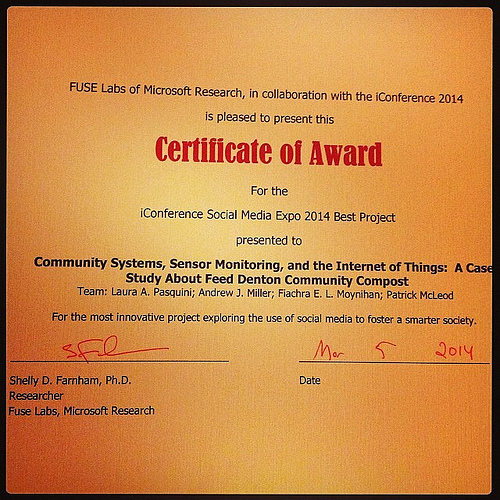 FUSE Labs of Microsoft Research, in collaboration with the iConference 2014
is pleased to present this
Certificate of Award
For the
iConference Social Media Expo 2014 Best Project
presented to
Community Systems, Sensor Monitoring, and the Internet of Things: A Case
Study About Feed Denton Community Compost
Team: Laura A. Pasquini; Andrew J. Miller; Fiachra E. L. Moynihan; Patrick McLeod
For the most innovative project exploring the use of social media to foster a smarter society.
Mar 5 2014
Shelly D. Farnham, Ph.D.
Date
Researcher
Fuse Labs, Microsoft Research